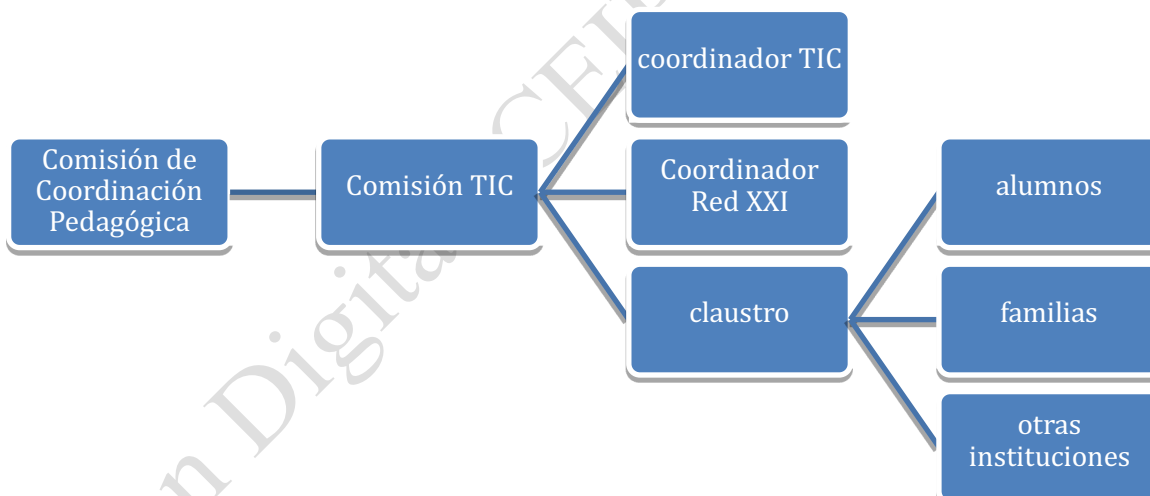 Comisión de
Coordinación
Pedagógica
Comisión TIC
coordinador TIC
Coordinador
Red XXI
claustro
alumnos
familias
otras
instituciones